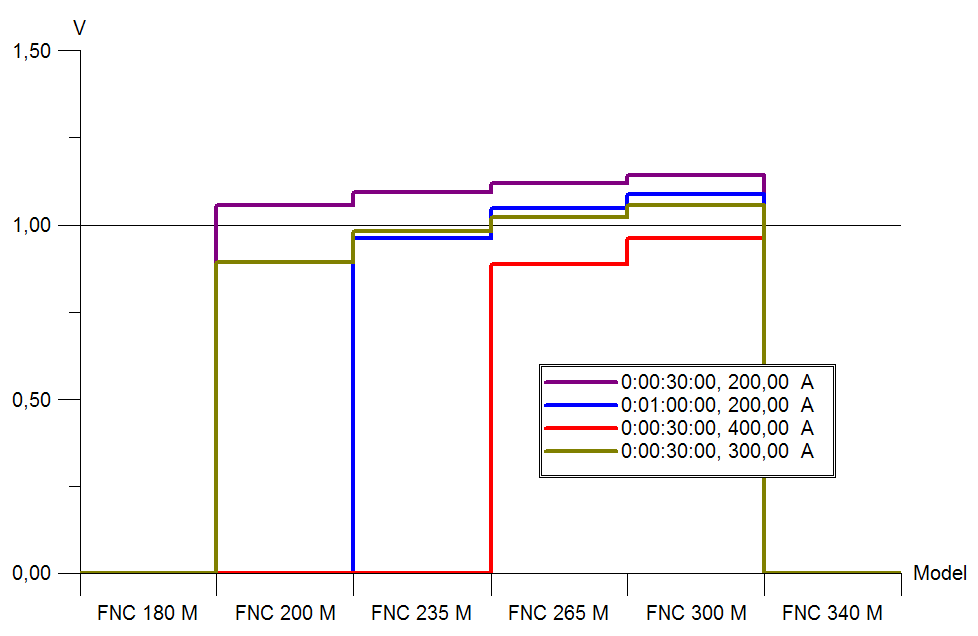 V
1,50
1,00
0,50
0:00:30:00, 200,00 A
0:01:00:00, 200,00 A
0:00:30:00, 400,00 A
0:00:30:00, 300,00 A
0,00
Model
FNC 180 M FNC 200 M FNC 235 M FNC 265 M FNC 300 M FNC 340 M